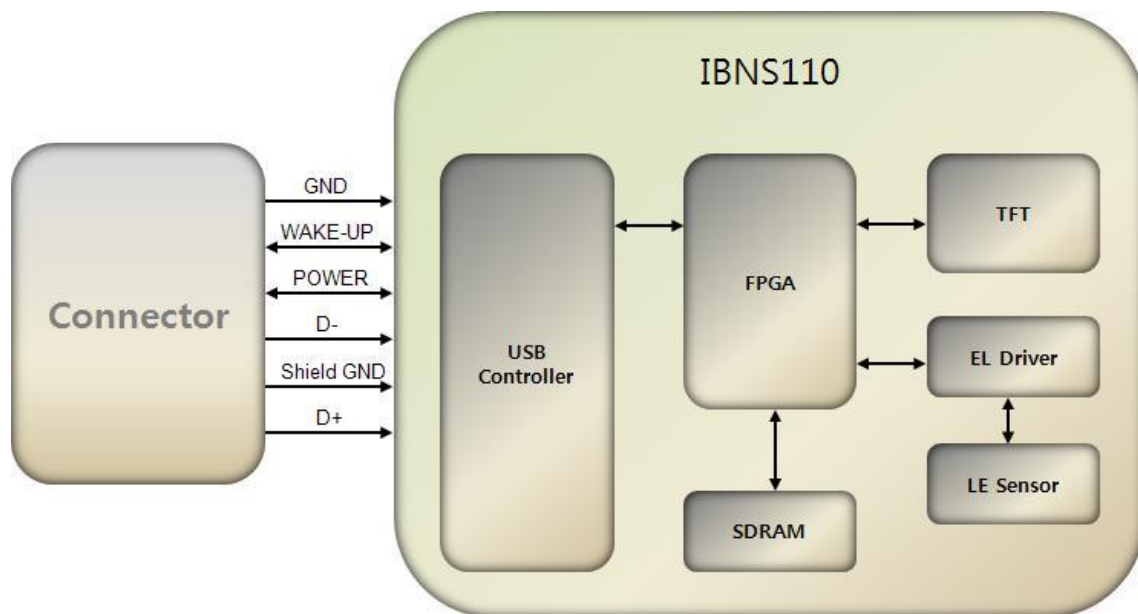 IBNS110
Connector
GND
WAKE-UP
POWER
D-
Shield GND
D+
USB
Controller
FPGA
TFT
EL Driver
LE Sensor
SDRAM